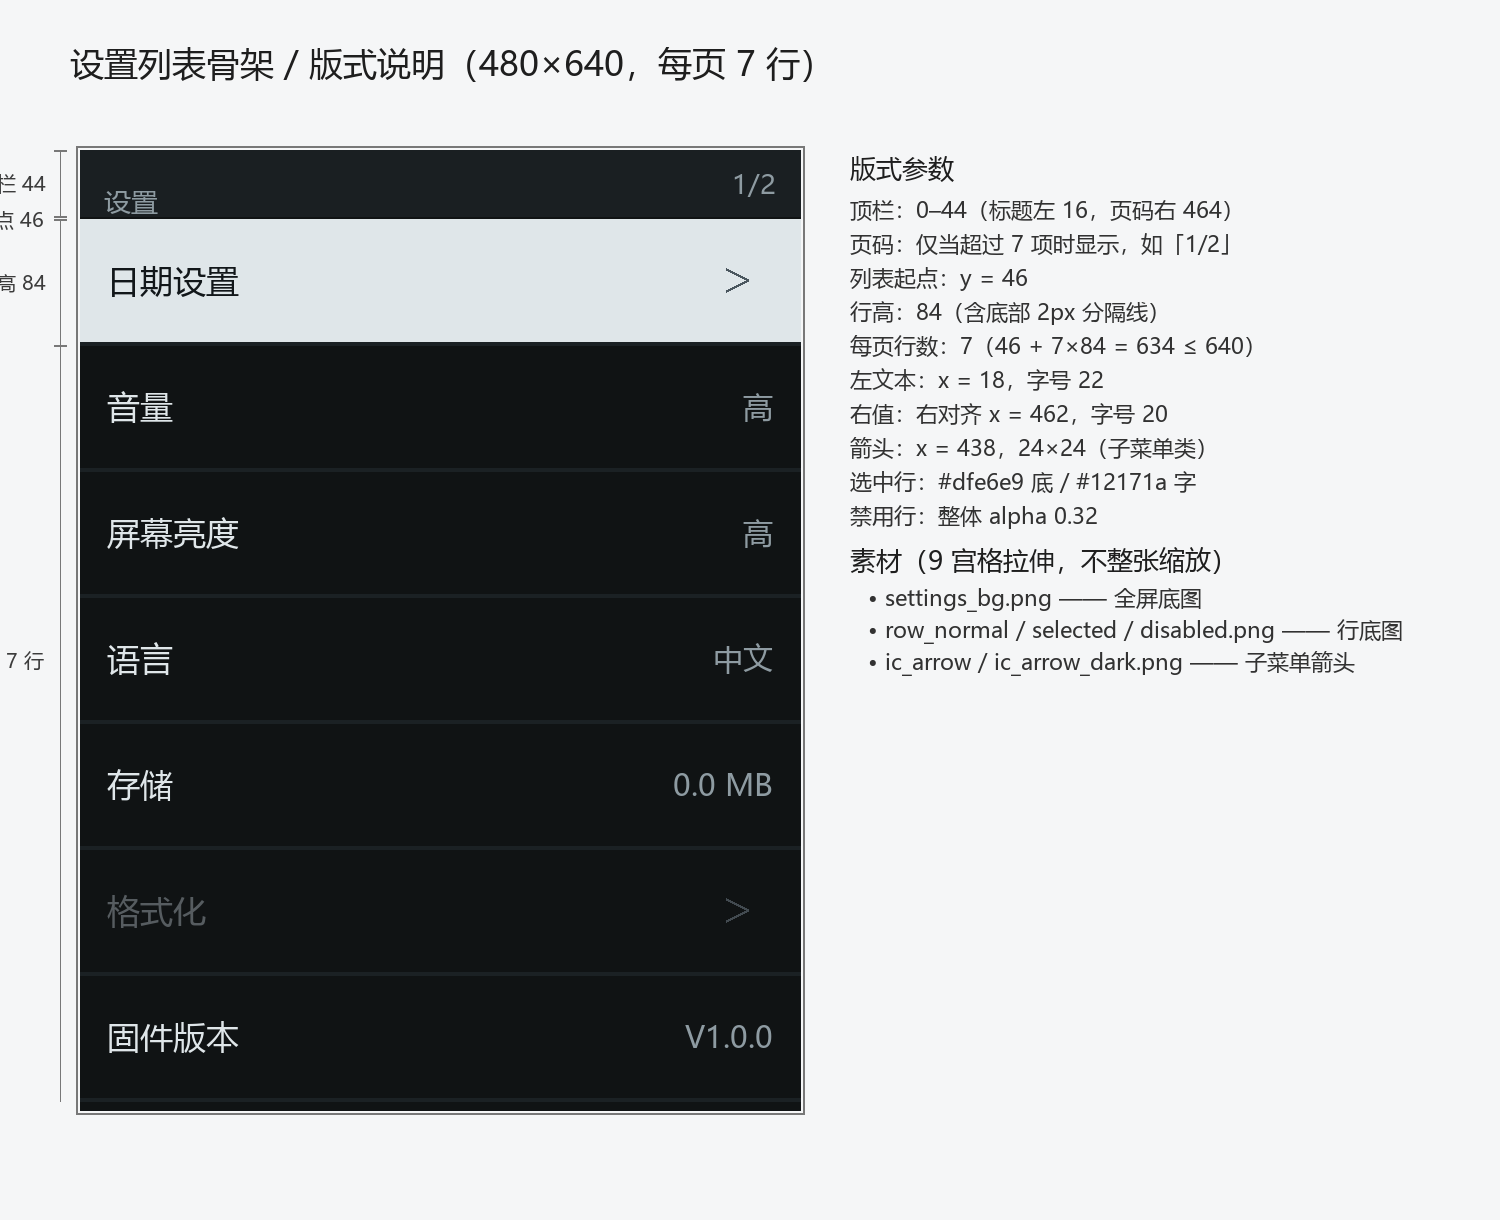 设置列表骨架 / 版式说明（480×640，每页 7 行）
栏 44
点 46
高 84
7 行
设置
1/2
日期设置
音量
高
屏幕亮度
高
语言
中文
存储
0.0 MB
格式化
固件版本
V1.0.0
版式参数
顶栏：0–44（标题左 16，页码右 464）
页码：仅当超过 7 项时显示，如「1/2」
列表起点：y = 46
行高：84（含底部 2px 分隔线）
每页行数：7（46 + 7×84 = 634 ≤ 640）
左文本：x = 18，字号 22
右值：右对齐 x = 462，字号 20
箭头：x = 438，24×24（子菜单类）
选中行：#dfe6e9 底 / #12171a 字
禁用行：整体 alpha 0.32
素材（9 宫格拉伸，不整张缩放）
• settings_bg.png —— 全屏底图
• row_normal / selected / disabled.png —— 行底图
• ic_arrow / ic_arrow_dark.png —— 子菜单箭头